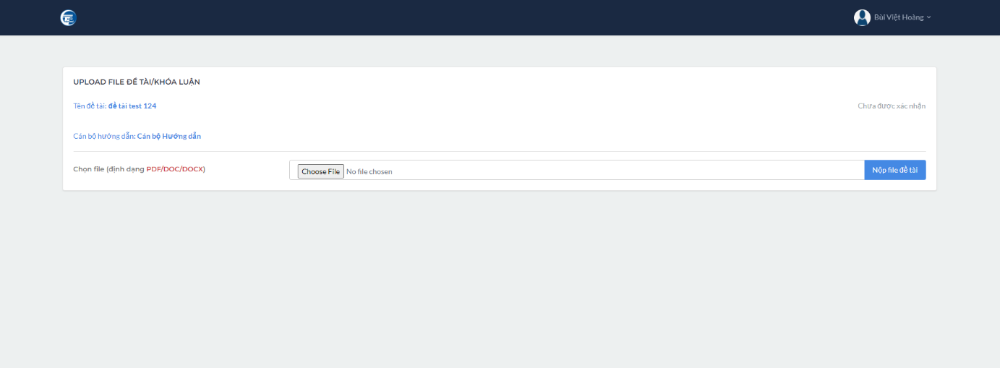 Bùi Việt Hoàng
UPLOAD FILE ĐỀ TÀI/KHÓA LUẬN
Tên đề tài: đề tài test 124
Chưa được xác nhận
Cán bộ hướng dẫn: Cán bộ Hướng dẫn
Chọn file (định dạng PDF/DOC/DOCX)
Choose File No file chosen
Nộp file đề tài